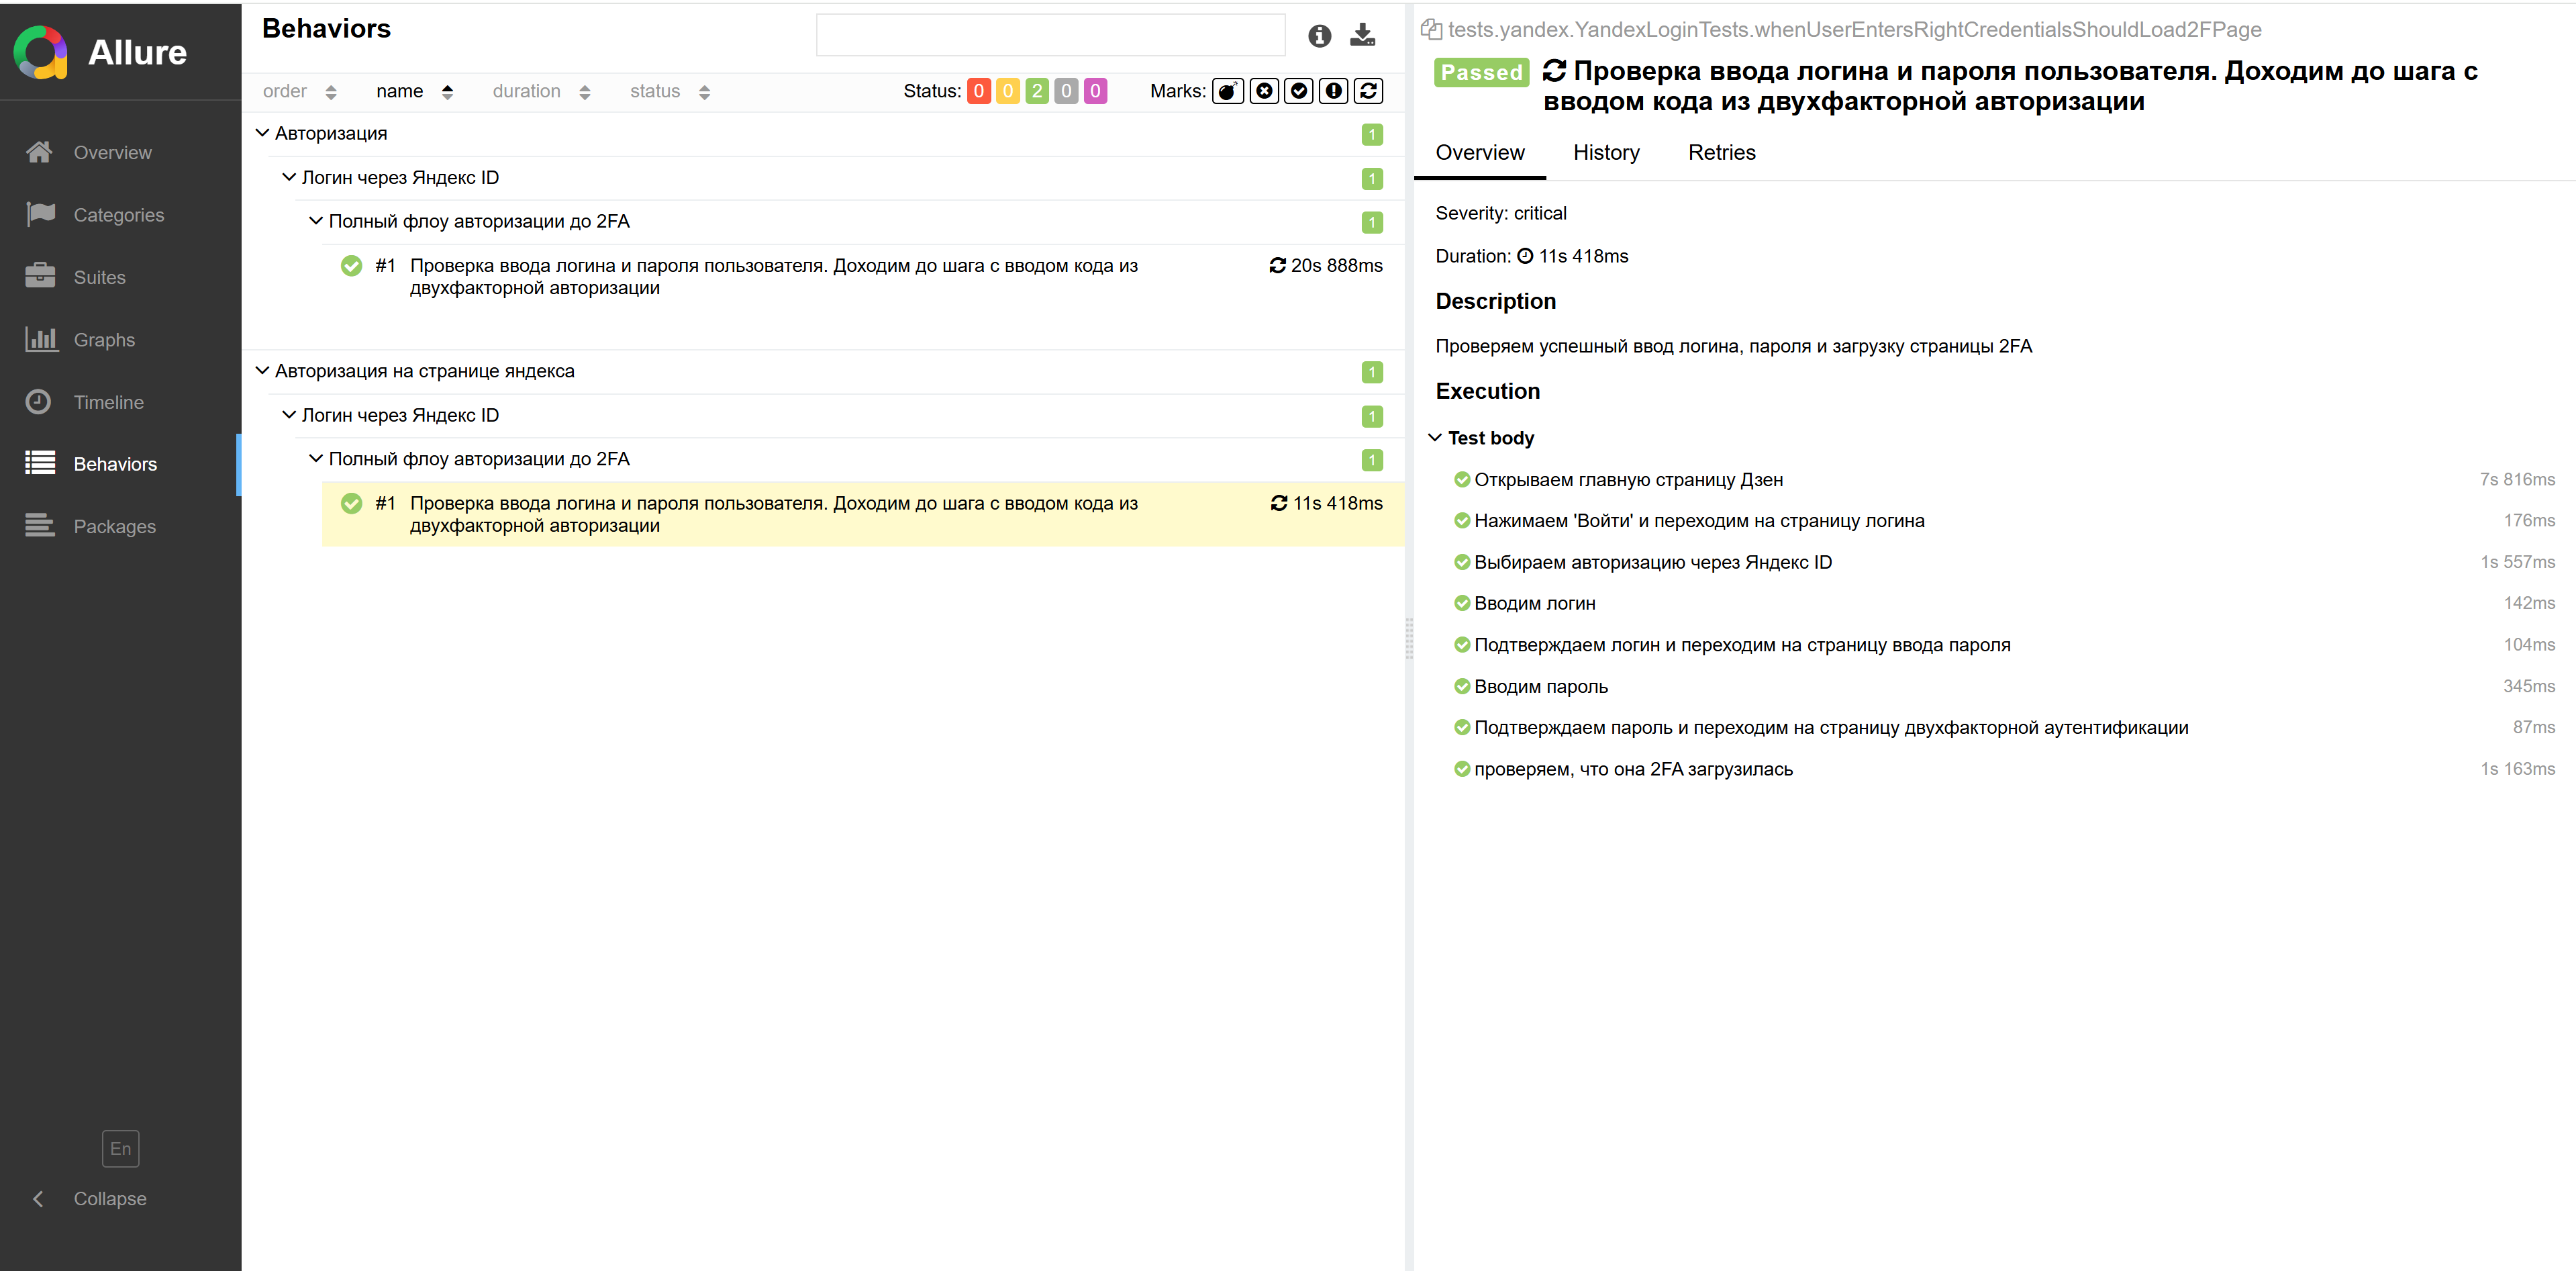 Allure
Overview
Categories
Suites
Graphs
Timeline
Behaviors
Packages
En
Collapse
Behaviors
order name duration status Status: 0 0 2 0 0 Marks:
Авторизация 1
Логин через Яндекс ID 1
Полный флоу авторизации до 2FA 1
#1 Проверка ввода логина и пароля пользователя. Доходим до шага с вводом кода из 20s 888ms
двухфакторной авторизации
Авторизация на странице яндекса 1
Логин через Яндекс ID 1
Полный флоу авторизации до 2FA 1
#1 Проверка ввода логина и пароля пользователя. Доходим до шага с вводом кода из 11s 418ms
двухфакторной авторизации
tests.yandex.YandexLoginTests.whenUserEntersRightCredentialsShouldLoad2FPage
Passed Проверка ввода логина и пароля пользователя. Доходим до шага с
вводом кода из двухфакторной авторизации
Overview History Retries
Severity: critical
Duration: 11s 418ms
Description
Проверяем успешный ввод логина, пароля и загрузку страницы 2FA
Execution
Test body
Открываем главную страницу Дзен 7s 816ms
Нажимаем 'Войти' и переходим на страницу логина 176ms
Выбираем авторизацию через Яндекс ID 1s 557ms
Вводим логин 142ms
Подтверждаем логин и переходим на страницу ввода пароля 104ms
Вводим пароль 345ms
Подтверждаем пароль и переходим на страницу двухфакторной аутентификации 87ms
проверяем, что она 2FA загрузилась 1s 163ms